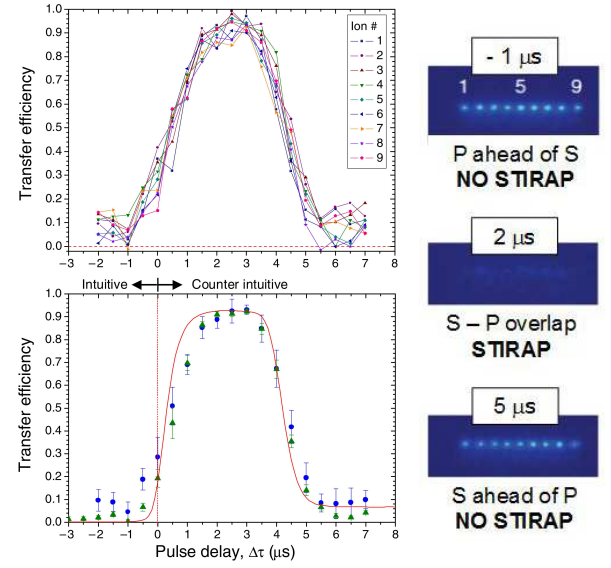 1.0
0.9
0.8
0.7
0.6
0.5
0.4
0.3
0.2
0.1
0.0
Transfer efficiency
Ion #
1
2
3
4
5
6
7
8
9
−3 −2 −1 0 1 2 3 4 5 6 7 8
Intuitive Counter intuitive
1.0
0.9
0.8
0.7
0.6
0.5
0.4
0.3
0.2
0.1
0.0
Transfer efficiency
−3 −2 −1 0 1 2 3 4 5 6 7 8
Pulse delay, Δτ (μs)
- 1 μs
1 5 9
P ahead of S
NO STIRAP
2 μs
S – P overlap
STIRAP
5 μs
S ahead of P
NO STIRAP